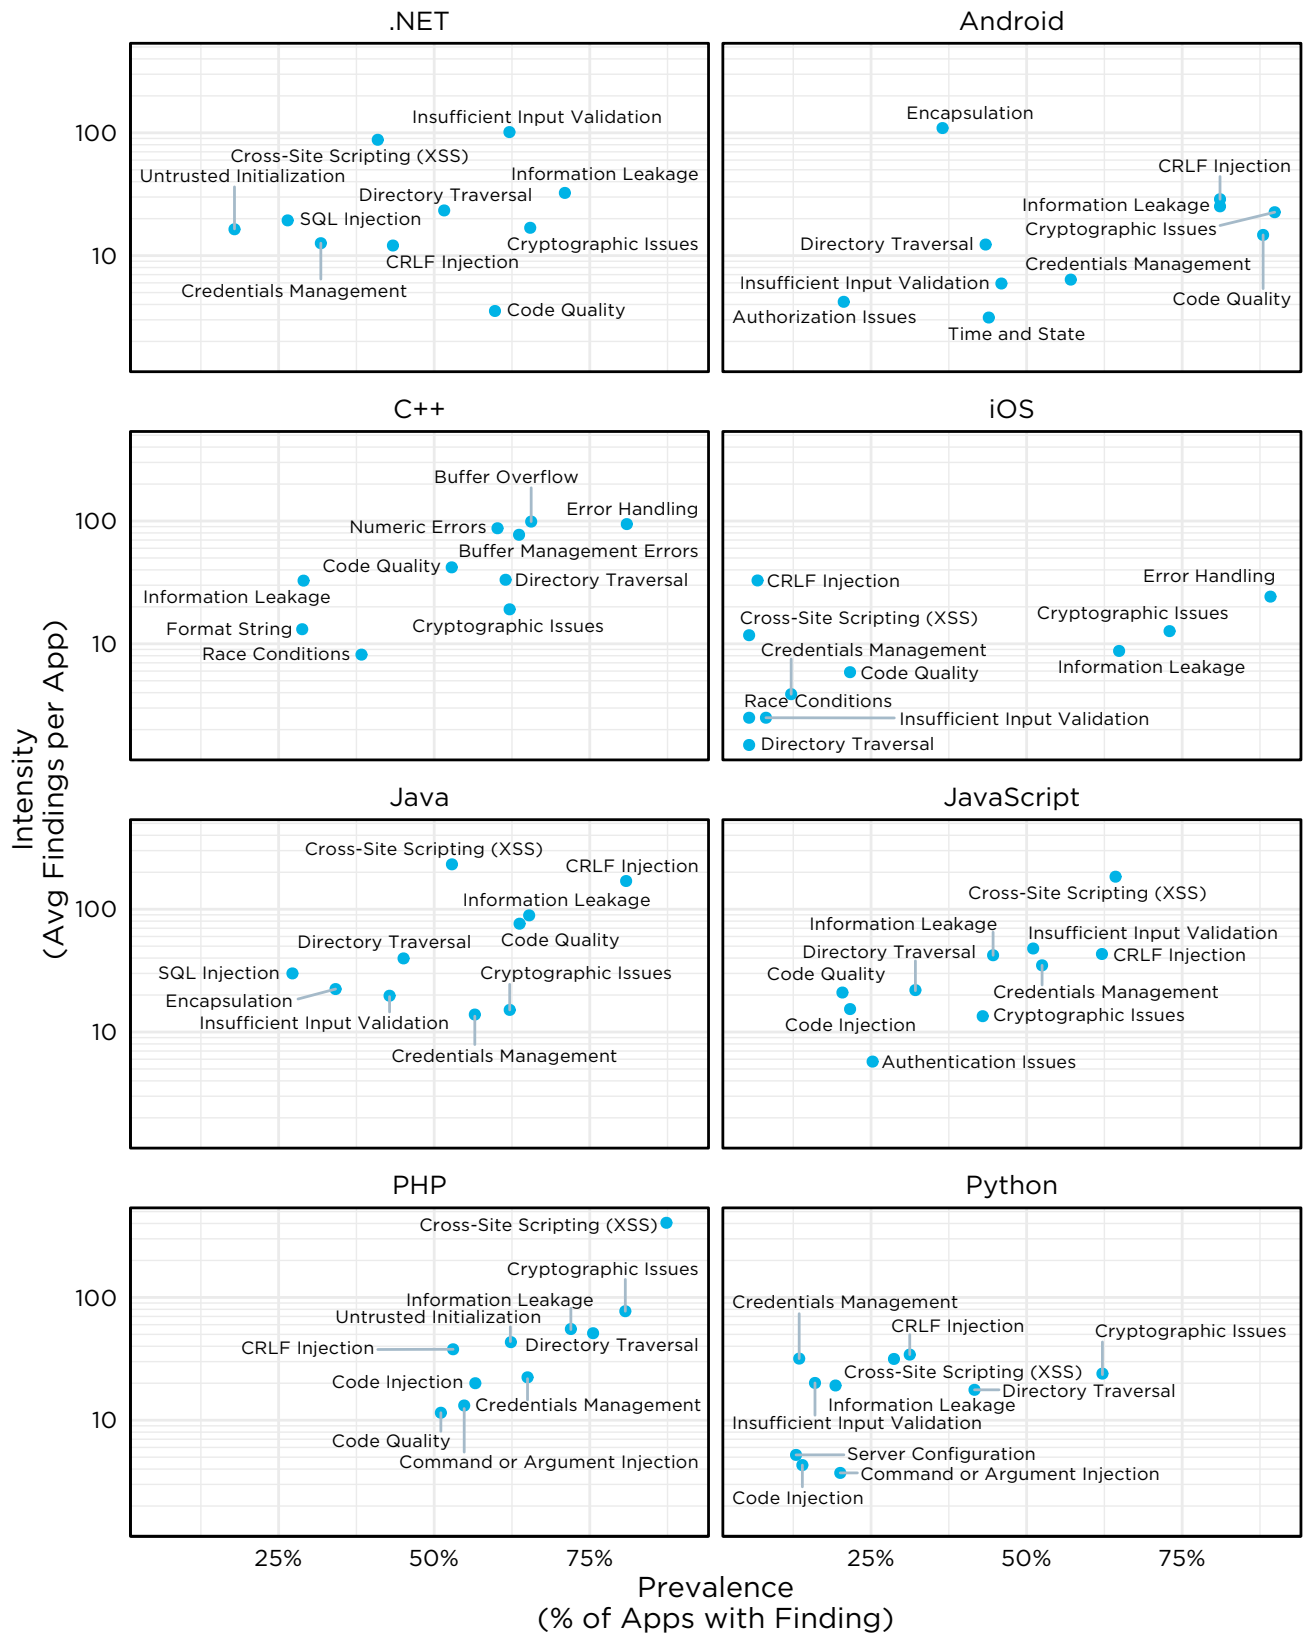 .NET
Android
100
10
Insufficient Input Validation
Cross-Site Scripting (XSS)
Untrusted Initialization
Information Leakage
Directory Traversal
SQL Injection
Cryptographic Issues
CRLF Injection
Credentials Management
Code Quality
Encapsulation
CRLF Injection
Information Leakage
Cryptographic Issues
Directory Traversal
Credentials Management
Insufficient Input Validation
Code Quality
Authorization Issues
Time and State
C++
iOS
100
10
Buffer Overflow
Error Handling
Numeric Errors
Buffer Management Errors
Code Quality
Directory Traversal
Information Leakage
Cryptographic Issues
Format String
Race Conditions
Error Handling
CRLF Injection
Cryptographic Issues
Cross-Site Scripting (XSS)
Credentials Management
Information Leakage
Code Quality
Race Conditions
Insufficient Input Validation
Directory Traversal
Intensity
(Avg Findings per App)
Java
JavaScript
100
10
Cross-Site Scripting (XSS)
CRLF Injection
Information Leakage
Code Quality
Directory Traversal
SQL Injection
Cryptographic Issues
Encapsulation
Insufficient Input Validation
Credentials Management
Cross-Site Scripting (XSS)
Information Leakage
Insufficient Input Validation
Directory Traversal
CRLF Injection
Code Quality
Credentials Management
Code Injection
Cryptographic Issues
Authentication Issues
PHP
Python
100
10
Cross-Site Scripting (XSS)
Cryptographic Issues
Information Leakage
Untrusted Initialization
Directory Traversal
CRLF Injection
Code Injection
Credentials Management
Code Quality
Command or Argument Injection
Credentials Management
CRLF Injection
Cryptographic Issues
Cross-Site Scripting (XSS)
Directory Traversal
Information Leakage
Insufficient Input Validation
Server Configuration
Command or Argument Injection
Code Injection
25%
50%
75%
25%
50%
75%
Prevalence
(% of Apps with Finding)